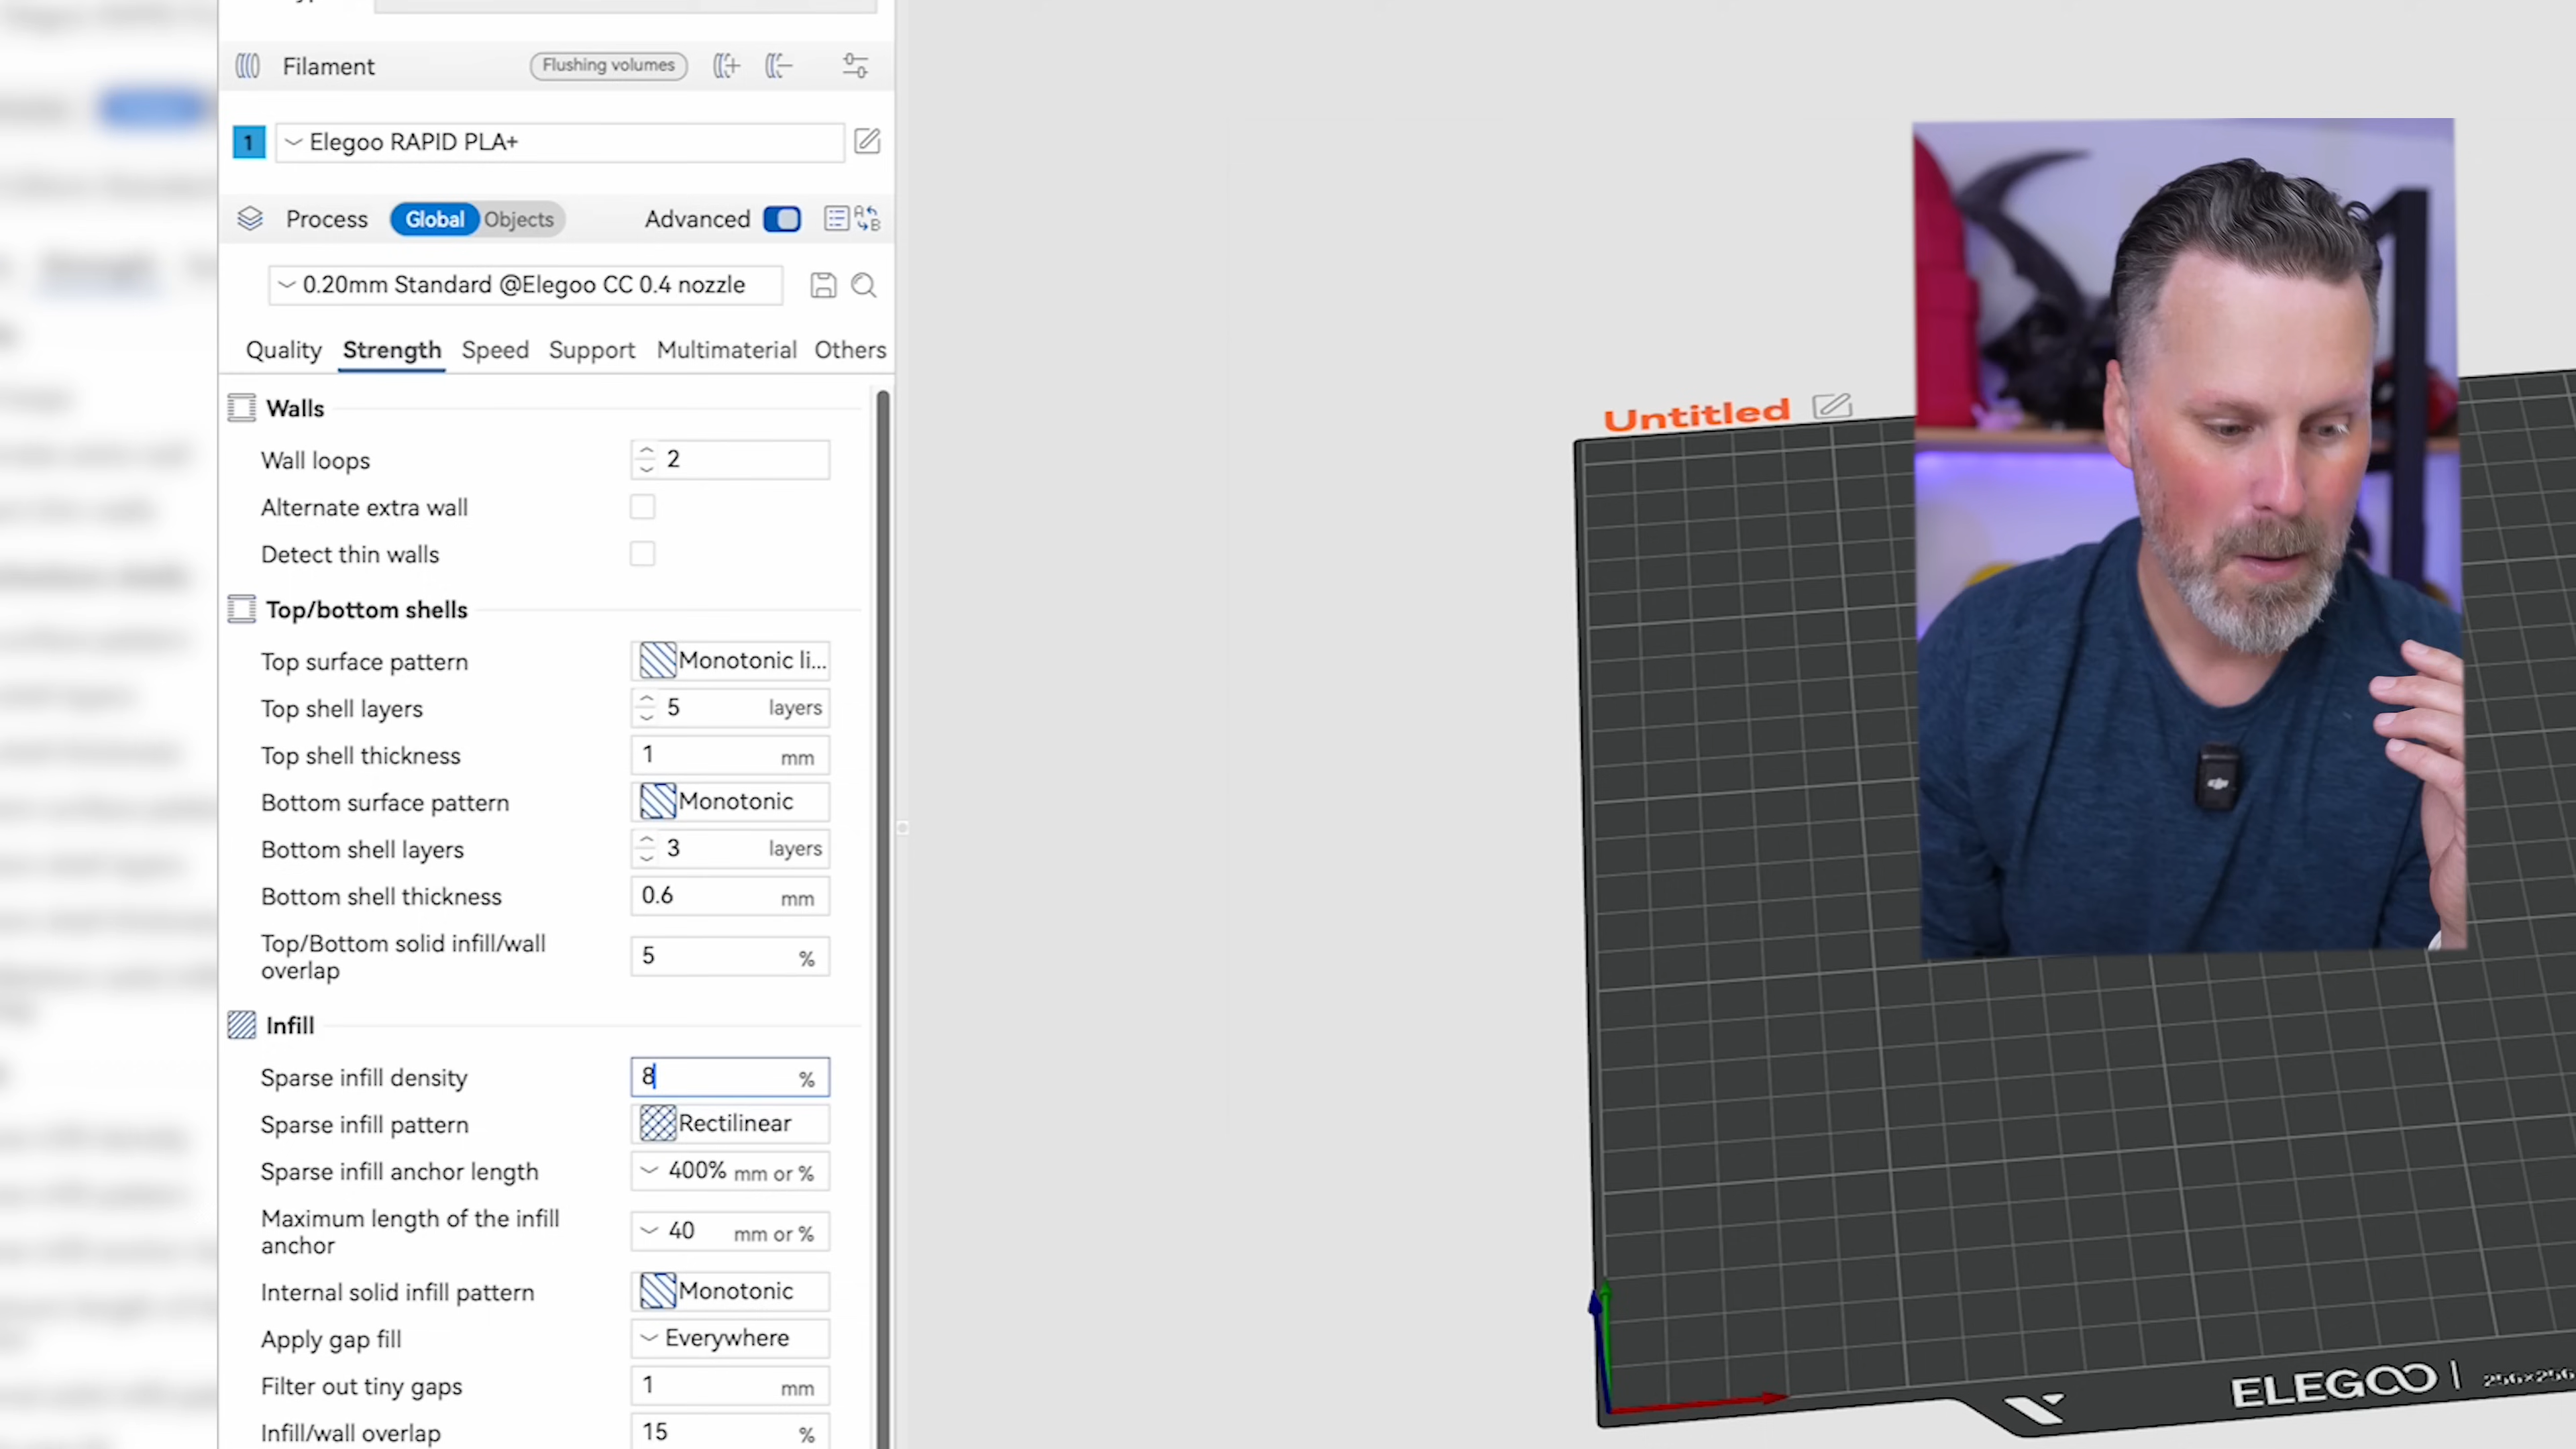 Filament
Flushing volumes
1
Elegoo RAPID PLA+
Process
Global
Objects
Advanced
0.20mm Standard @Elegoo CC 0.4 nozzle
Quality Strength Speed Support Multimaterial Others
Walls
Wall loops 2
Alternate extra wall
Detect thin walls
Top/bottom shells
Top surface pattern Monotonic li...
Top shell layers 5 layers
Top shell thickness 1 mm
Bottom surface pattern Monotonic
Bottom shell layers 3 layers
Bottom shell thickness 0.6 mm
Top/Bottom solid infill/wall
overlap
5 %
Infill
Sparse infill density 8 %
Sparse infill pattern Rectilinear
Sparse infill anchor length 400% mm or %
Maximum length of the infill
anchor
40 mm or %
Internal solid infill pattern Monotonic
Apply gap fill Everywhere
Filter out tiny gaps 1 mm
Infill/wall overlap 15 %
Untitled
ELEGOO
256x256